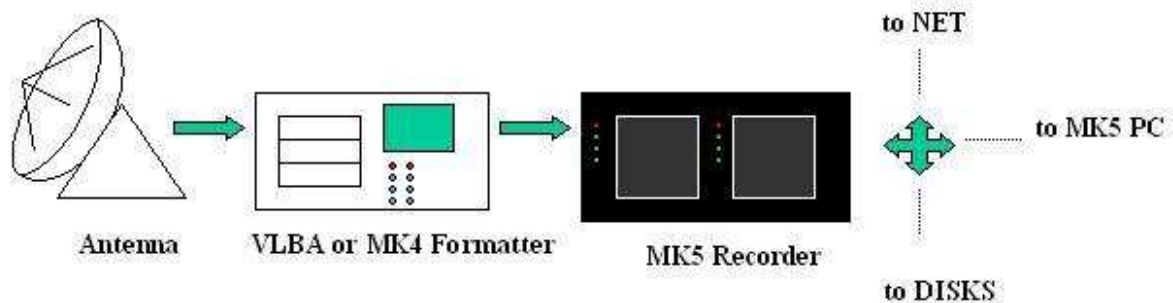 to NET
to MK5 PC
Antenna
VLBA or MK4 Formatter
MK5 Recorder
to DISKS